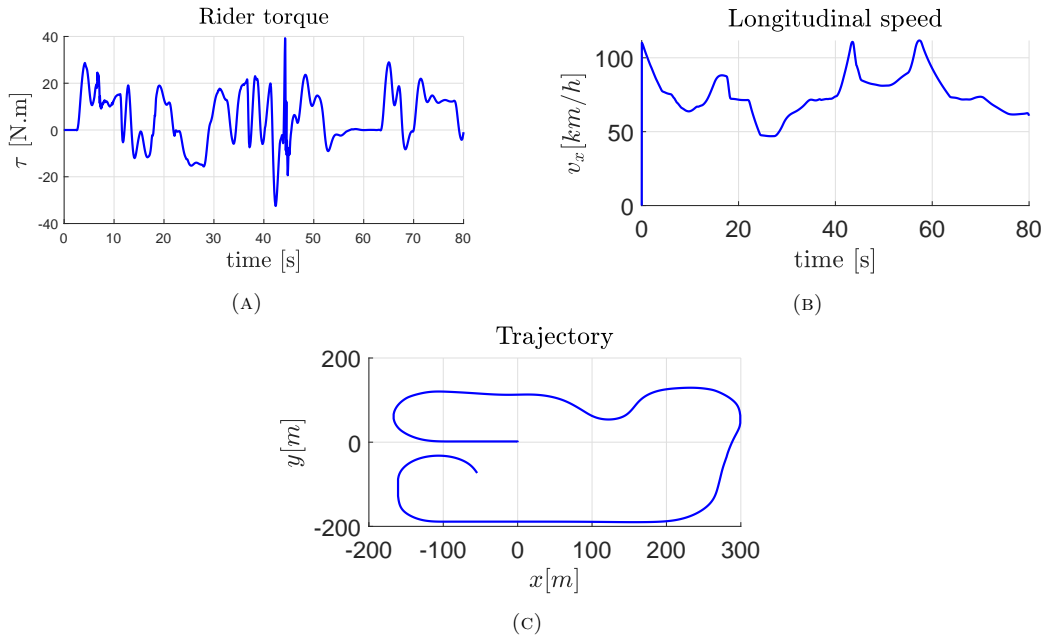 Rider torque
40
20
0
-20
-40
τ [N.m]
0 10 20 30 40 50 60 70 80
time [s]
(A)
Longitudinal speed
100
50
0
v_x[km/h]
0 20 40 60 80
time [s]
(B)
Trajectory
200
0
-200
y[m]
-200 -100 0 100 200 300
x[m]
(C)